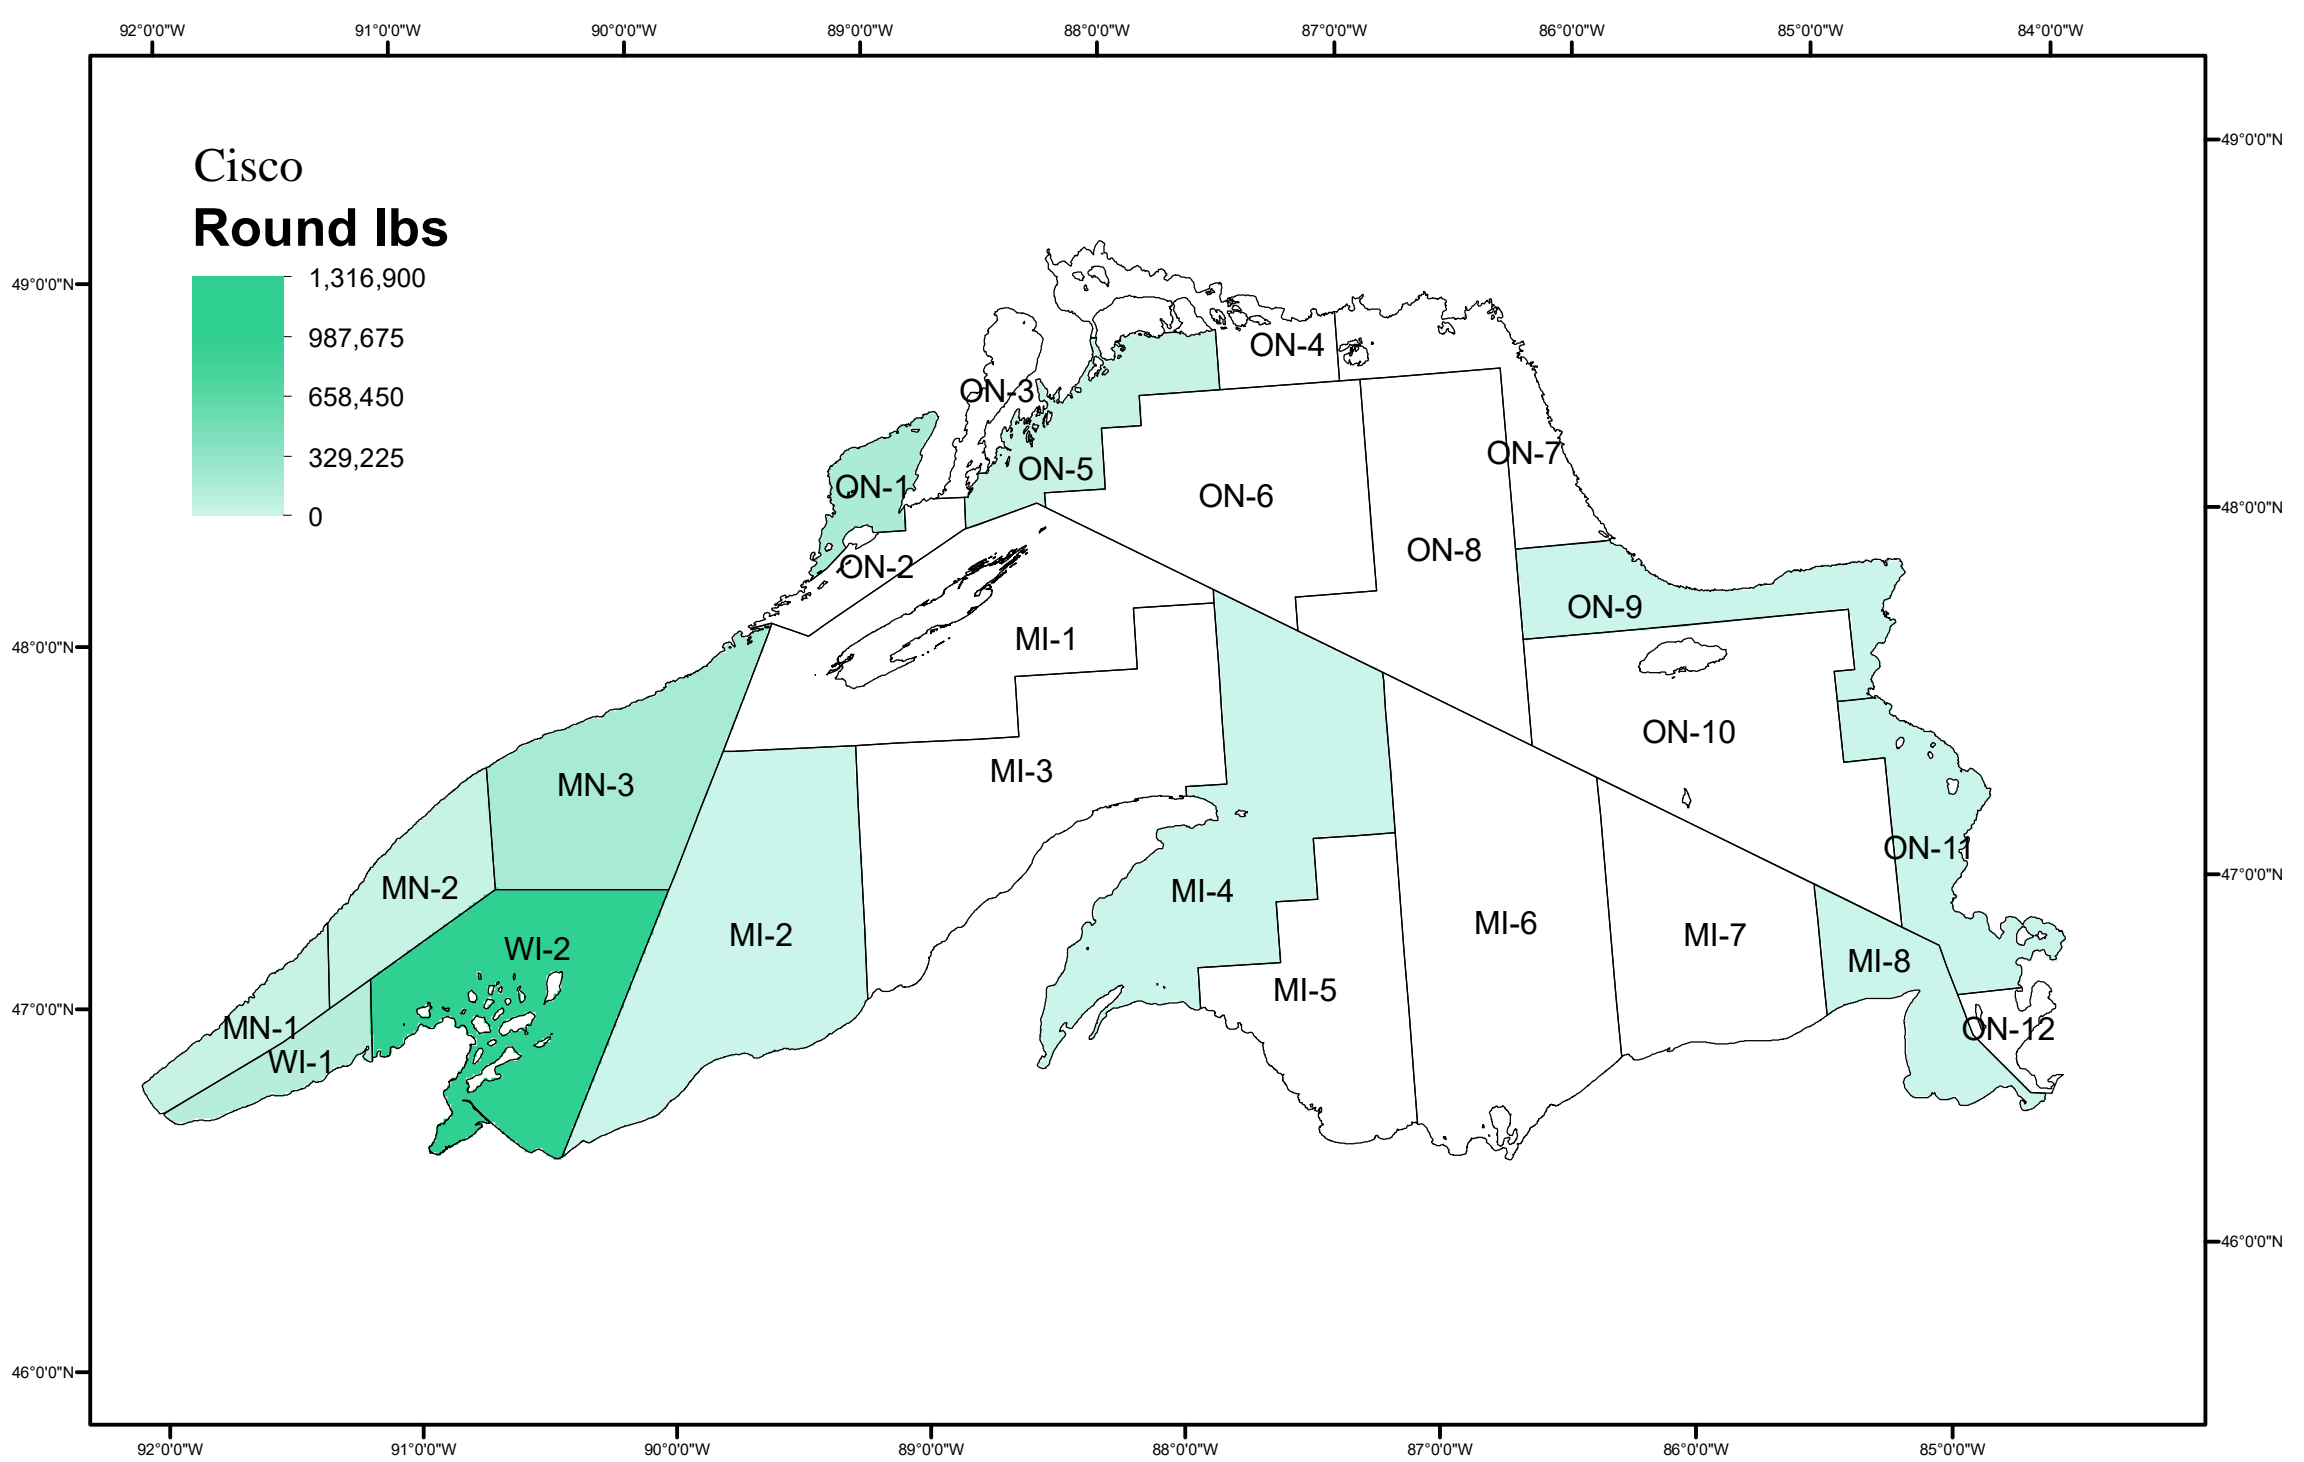 92°0'0"W 91°0'0"W 90°0'0"W 89°0'0"W 88°0'0"W 87°0'0"W 86°0'0"W 85°0'0"W 84°0'0"W
49°0'0"N
Cisco
Round lbs
1,316,900
49°0'0"N
987,675
ON-4
658,450
ON-3
329,225
ON-7
ON-5
ON-1
ON-6
0
48°0'0"N
ON-8
ON-2
ON-9
MI-1
48°0'0"N
ON-10
MI-3
MN-3
ON-11
47°0'0"N
MN-2
MI-4
MI-6
MI-2
MI-7
WI-2
MI-8
MI-5
47°0'0"N
MN-1
ON-12
WI-1
46°0'0"N
46°0'0"N
92°0'0"W 91°0'0"W 90°0'0"W 89°0'0"W 88°0'0"W 87°0'0"W 86°0'0"W 85°0'0"W